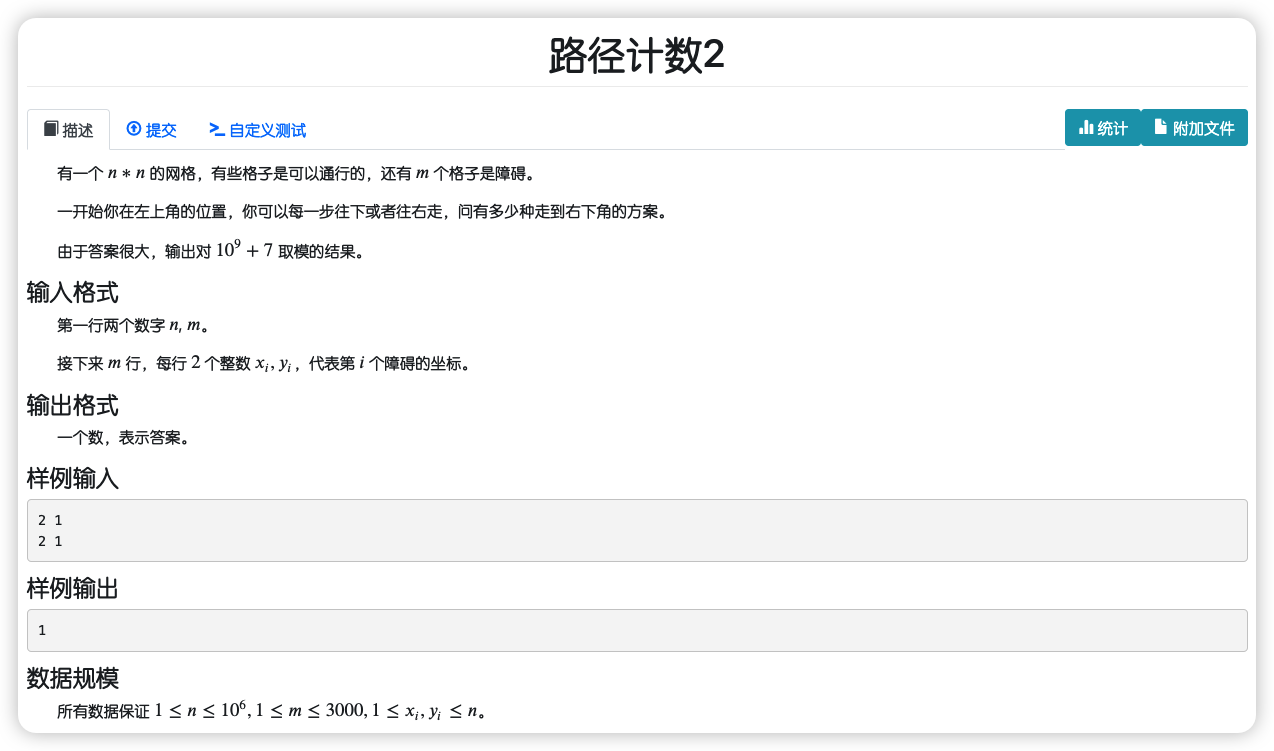 路径计数2
描述 提交 自定义测试 统计 附加文件
有一个 n * n 的网格，有些格子是可以通行的，还有 m 个格子是障碍。
一开始你在左上角的位置，你可以每一步往下或者往右走，问有多少种走到右下角的方案。
由于答案很大，输出对 10^9 + 7 取模的结果。
输入格式
第一行两个数字 n, m。
接下来 m 行，每行 2 个整数 x_i, y_i，代表第 i 个障碍的坐标。
输出格式
一个数，表示答案。
样例输入
2 1
2 1
样例输出
1
数据规模
所有数据保证 1 ≤ n ≤ 10^6, 1 ≤ m ≤ 3000, 1 ≤ x_i, y_i ≤ n。